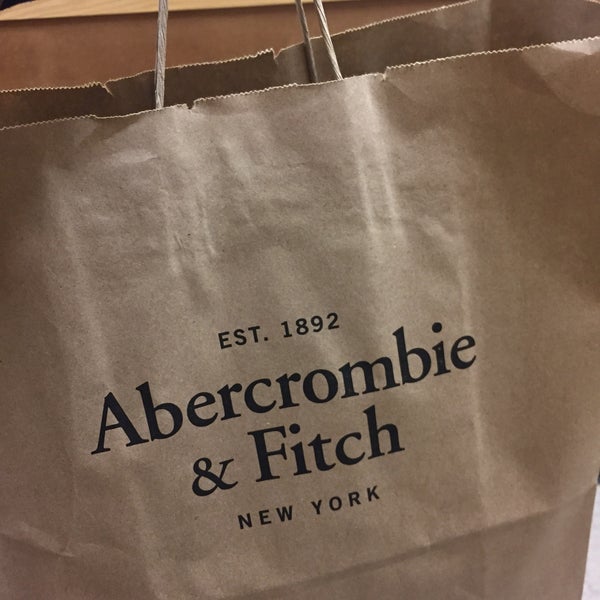 EST. 1892
Abercrombie
& Fitch
NEW YORK